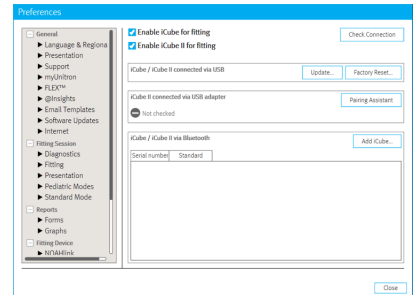 Preferences
General
Language & Regiona
Presentation
Support
myUnitron
FLEX™
@Insights
Email Templates
Software Updates
Internet
Fitting Session
Diagnostics
Fitting
Presentation
Pediatric Modes
Standard Mode
Reports
Forms
Graphs
Fitting Device
NOAHlink
Enable iCube for fitting
Enable iCube II for fitting
Check Connection
iCube / iCube II connected via USB
Update...
Factory Reset...
iCube II connected via USB adapter
Not checked
Pairing Assistant
iCube / iCube II via Bluetooth
Add iCube...
Serial number
Standard
Close